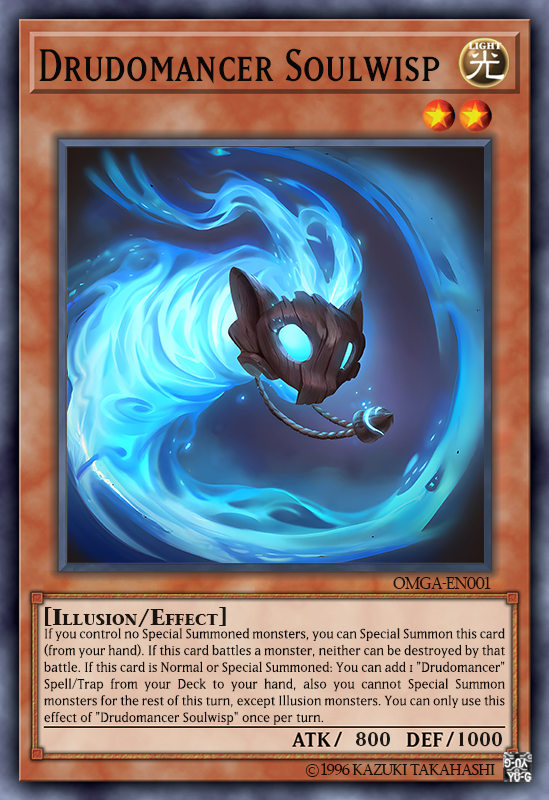 Drudomancer Soulwisp
LIGHT
光
OMGA-EN001
[Illusion/Effect]
If you control no Special Summoned monsters, you can Special Summon this card
(from your hand). If this card battles a monster, neither can be destroyed by that
battle. If this card is Normal or Special Summoned: You can add 1 "Drudomancer"
Spell/Trap from your Deck to your hand, also you cannot Special Summon
monsters for the rest of this turn, except Illusion monsters. You can only use this
effect of "Drudomancer Soulwisp" once per turn.
ATK/ 800 DEF/1000
©1996 KAZUKI TAKAHASHI